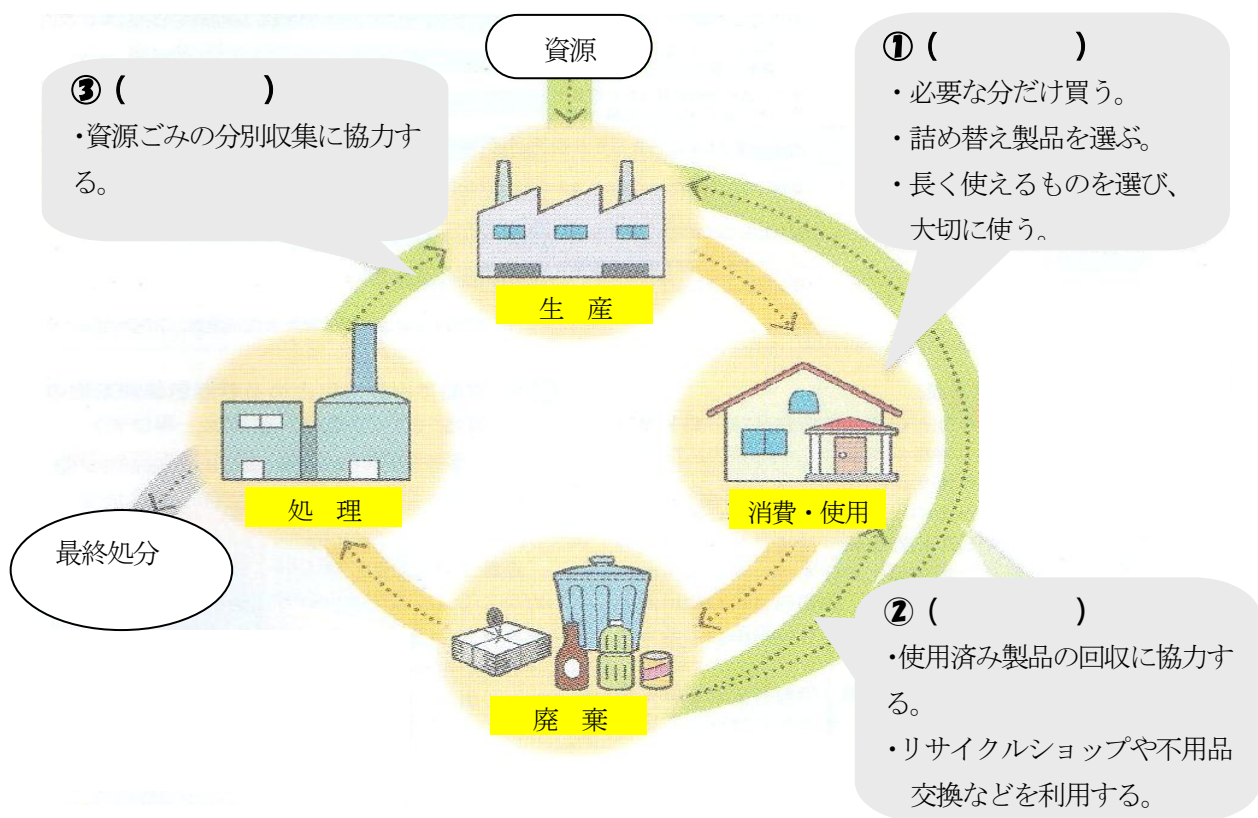 資源
①（　　　　　）
・必要な分だけ買う。
・詰め替え製品を選ぶ。
・長く使えるものを選び、
大切に使う。
③（　　　　　）
・資源ごみの分別収集に協力す
る。
生　産
処　理
消費・使用
最終処分
廃　棄
②（　　　　　）
・使用済み製品の回収に協力す
る。
・リサイクルショップや不用品
交換などを利用する。